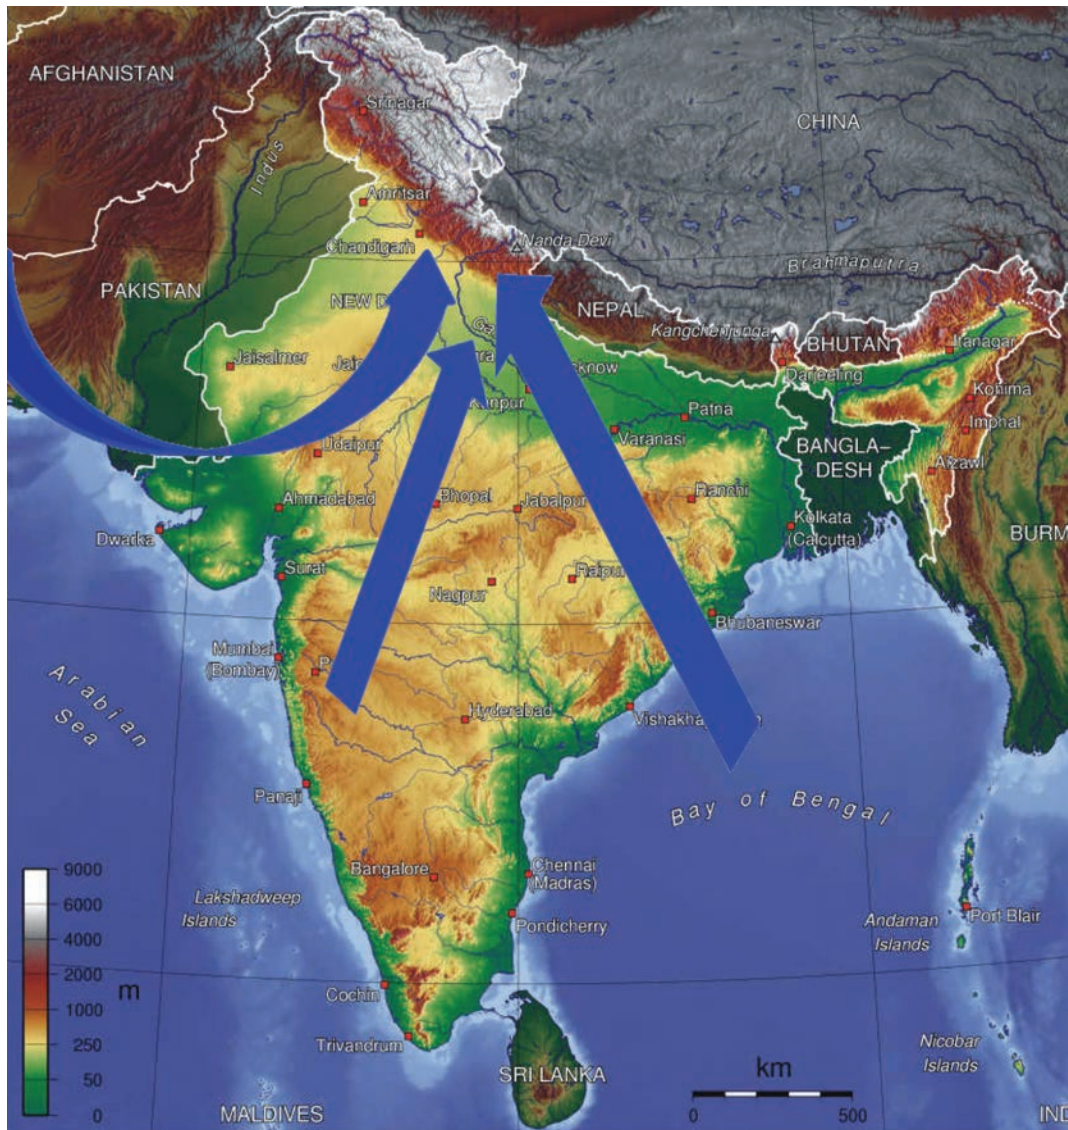 AFGHANISTAN
Srinagar
CHINA
Indus
Amritsar
Chandigarh
Nanda Devi
Brahmaputra
PAKISTAN
NEW D
NEPAL
Kangchenjunga
BHUTAN
Itanagar
Jaisalmer
Darjeeling
Kohima
Patna
Imphal
Varanasi
BANGLA–
DESH
Aizawl
Udaipur
Ahmadabad
Bhopal
Jabalpur
Ranchi
Kolkata
(Calcutta)
Dwarka
BURM
Surat
Nagpur
Raipur
Bhubaneswar
Mumbai
(Bombay)
Arabian
Sea
Hyderabad
Panaji
Bay of Bengal
9000
6000
4000
2000
1000
250
50
0
m
Bangalore
Chennai
(Madras)
Lakshadweep
Islands
Pondicherry
Andaman
Islands
Port Blair
Cochin
Trivandrum
Nicobar
Islands
SRI LANKA
km
0
500
MALDIVES
IND